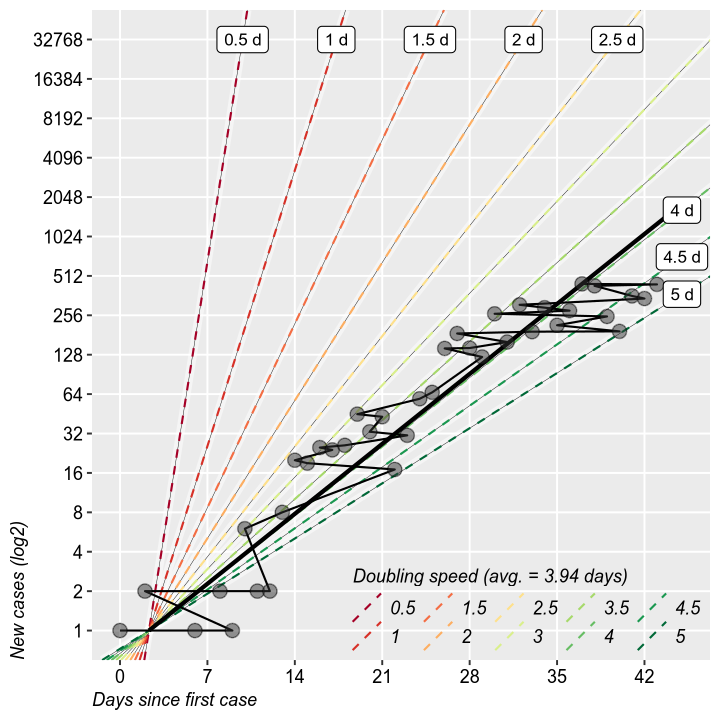 32768
16384
8192
4096
2048
1024
512
256
128
64
32
16
8
4
2
1
New cases (log2)
0.5 d 1 d 1.5 d 2 d 2.5 d
4 d
4.5 d
5 d
Doubling speed (avg. = 3.94 days)
0.5 1.5 2.5 3.5 4.5
1 2 3 4 5
0 7 14 21 28 35 42
Days since first case